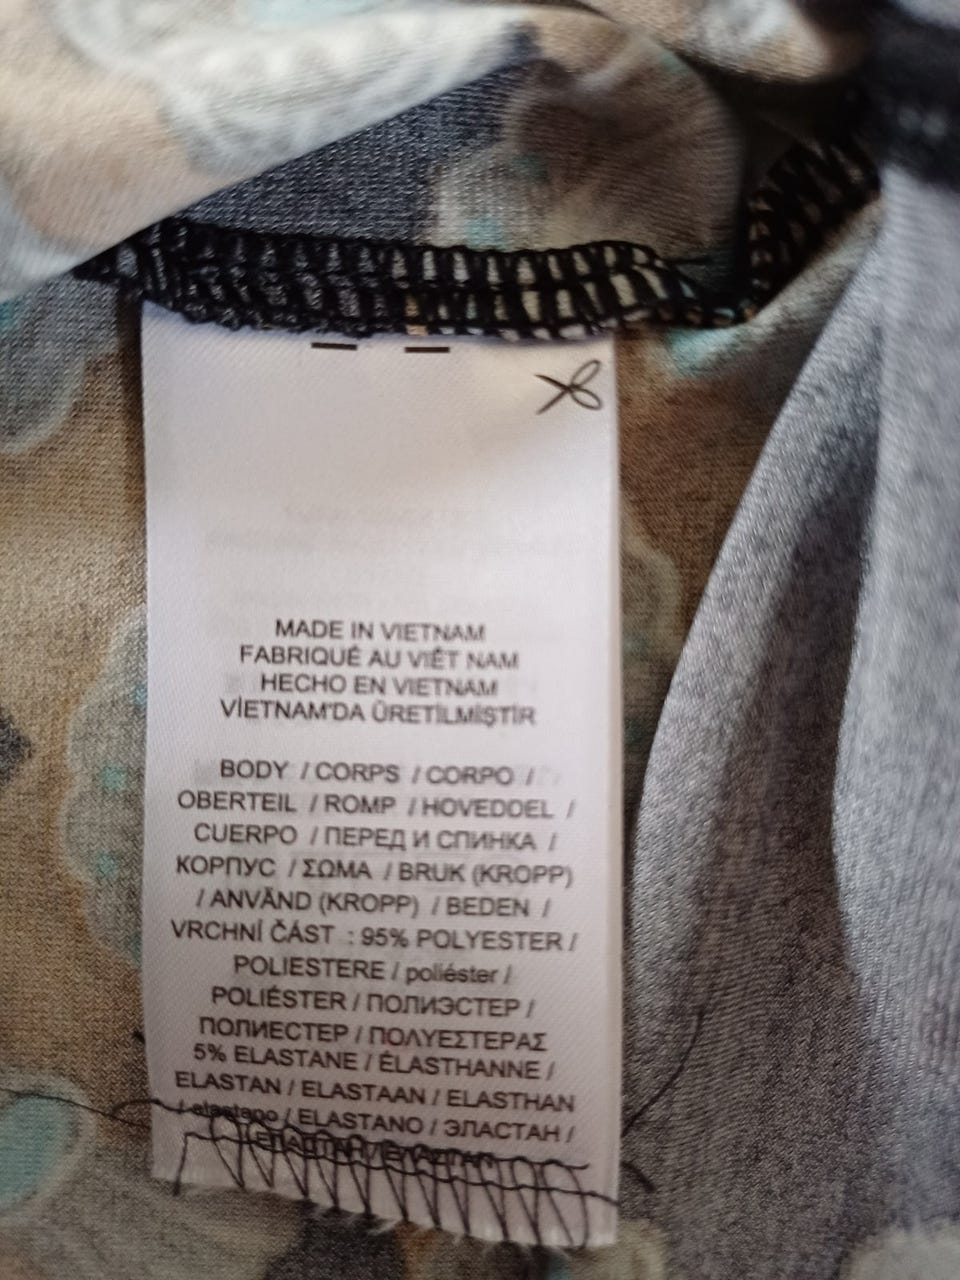 MADE IN VIETNAM
FABRIQUÉ AU VIÊT NAM
HECHO EN VIETNAM
VİETNAM'DA ÜRETİLMİŞTİR
BODY / CORPS / CORPO /
OBERTEIL / ROMP / HOVEDDEL /
CUERPO / ПЕРЕД И СПИНКА /
КОРПУС / ΣΩΜΑ / BRUK (KROPP)
/ ANVÄND (KROPP) / BEDEN /
VRCHNÍ ČÁST : 95% POLYESTER /
POLIESTERE / poliéster /
POLIÉSTER / ПОЛИЭСТЕР /
ПОЛИЕСТЕР / ΠΟΛΥΕΣΤΕΡΑΣ
5% ELASTANE / ÉLASTHANNE /
ELASTAN / ELASTAAN / ELASTHAN
/ elastano / ELASTANO / ЭЛАСТАН /